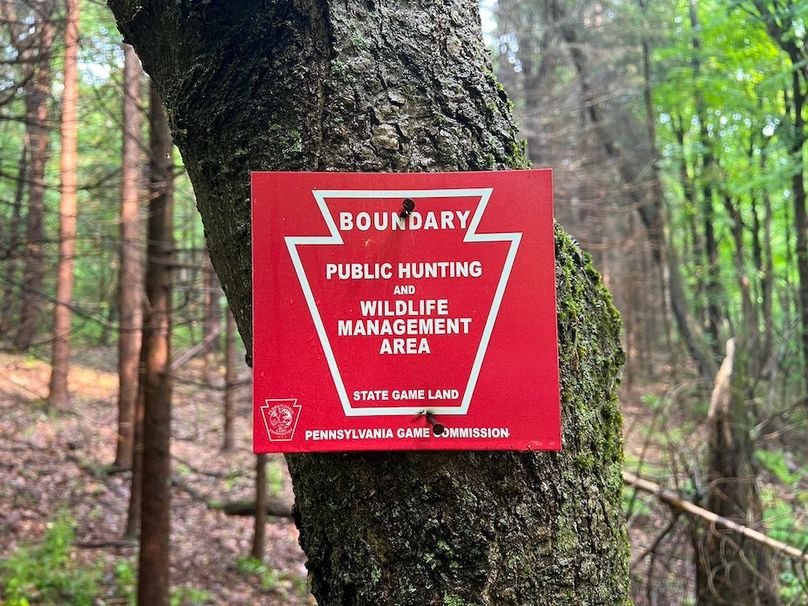 BOUNDARY
PUBLIC HUNTING
AND
WILDLIFE
MANAGEMENT
AREA
STATE GAME LAND
PENNSYLVANIA GAME COMMISSION